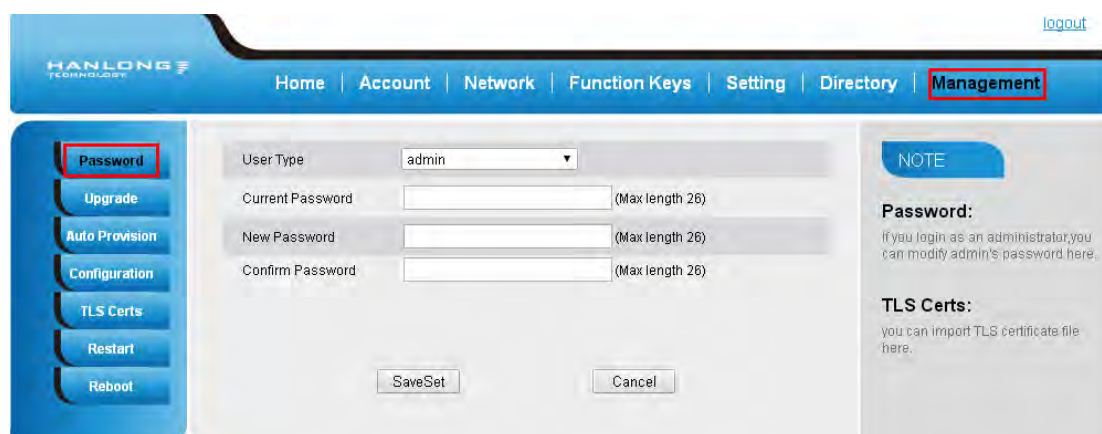 logout
HANLONG
TECHNOLOGY
Home | Account | Network | Function Keys | Setting | Directory | Management
Password
Upgrade
Auto Provision
Configuration
TLS Certs
Restart
Reboot
User Type admin
Current Password (Max length 26)
New Password (Max length 26)
Confirm Password (Max length 26)
SaveSet Cancel
NOTE
Password:
If you login as an administrator,you
can modify admin's password here.
TLS Certs:
you can import TLS certificate file
here.